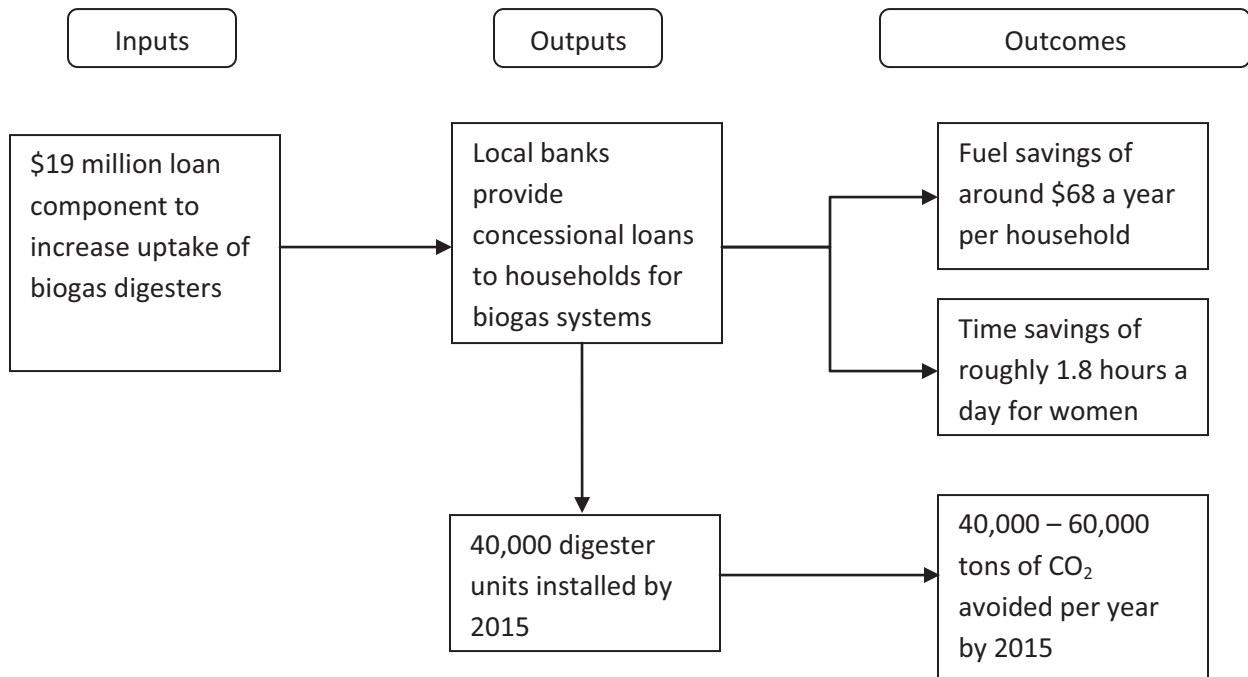 Inputs
Outputs
Outcomes
$19 million loan
component to
increase uptake of
biogas digesters
Local banks
provide
concessional loans
to households for
biogas systems
Fuel savings of
around $68 a year
per household
Time savings of
roughly 1.8 hours a
day for women
40,000 digester
units installed by
2015
40,000 – 60,000
tons of CO₂
avoided per year
by 2015